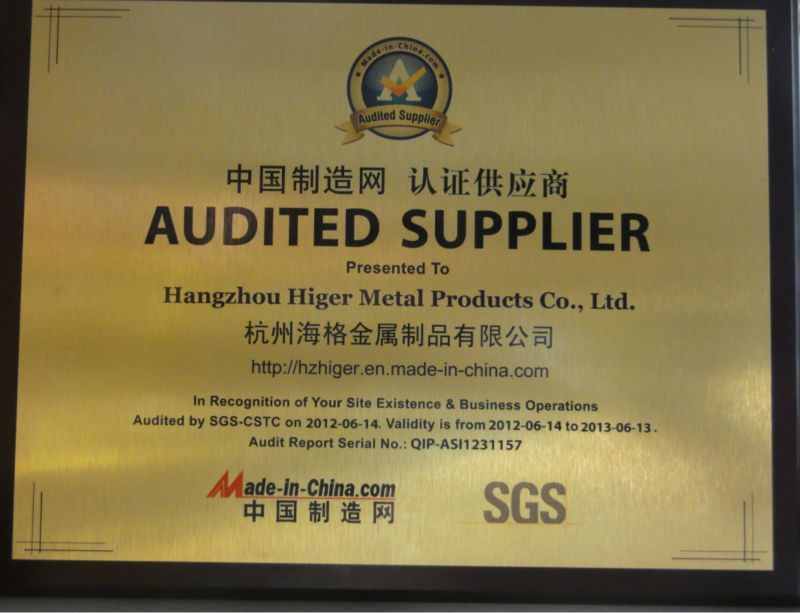 ★ Made-in-China.com ★
A
Audited Supplier
中国制造网 认证供应商
AUDITED SUPPLIER
Presented To
Hangzhou Higer Metal Products Co., Ltd.
杭州海格金属制品有限公司
http://hzhiger.en.made-in-china.com
In Recognition of Your Site Existence & Business Operations
Audited by SGS-CSTC on 2012-06-14. Validity is from 2012-06-14 to 2013-06-13.
Audit Report Serial No.: QIP-ASI1231157
Made-in-China.com
中国制造网
SGS